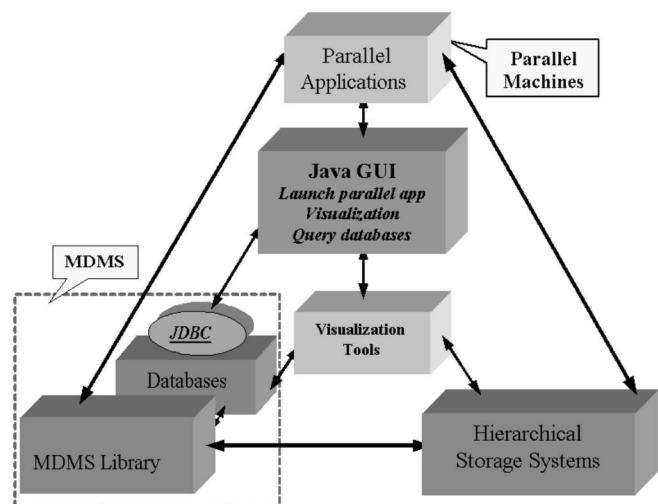 Parallel
Applications
Parallel
Machines
Java GUI
Launch parallel app
Visualization
Query databases
MDMS
JDBC
Databases
Visualization
Tools
MDMS Library
Hierarchical
Storage Systems